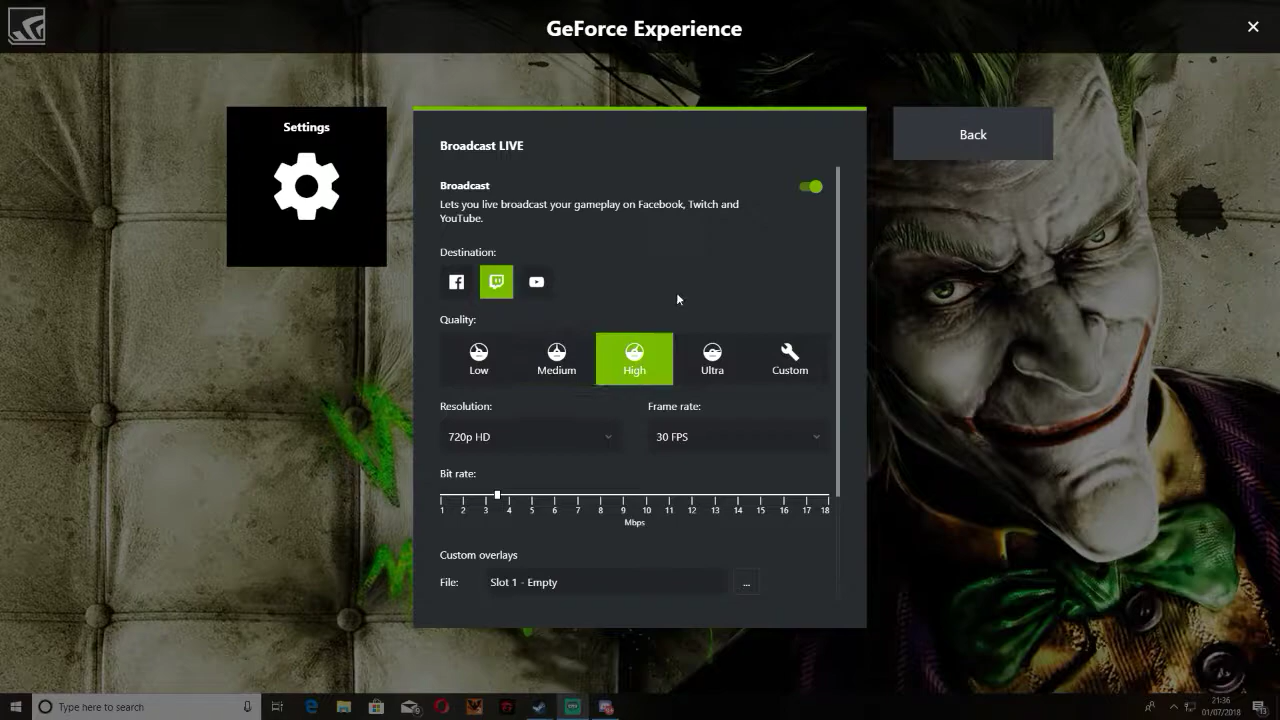 GeForce Experience
Settings
Broadcast LIVE
Back
Broadcast
Lets you live broadcast your gameplay on Facebook, Twitch and
YouTube.
Destination:
Quality:
Low Medium High Ultra Custom
Resolution: Frame rate:
720p HD 30 FPS
Bit rate:
1 2 3 4 5 6 7 8 9 10 11 12 13 14 15 16 17 18
Mbps
Custom overlays
File: Slot 1 - Empty ...
Type here to search
21:36
01/07/2018